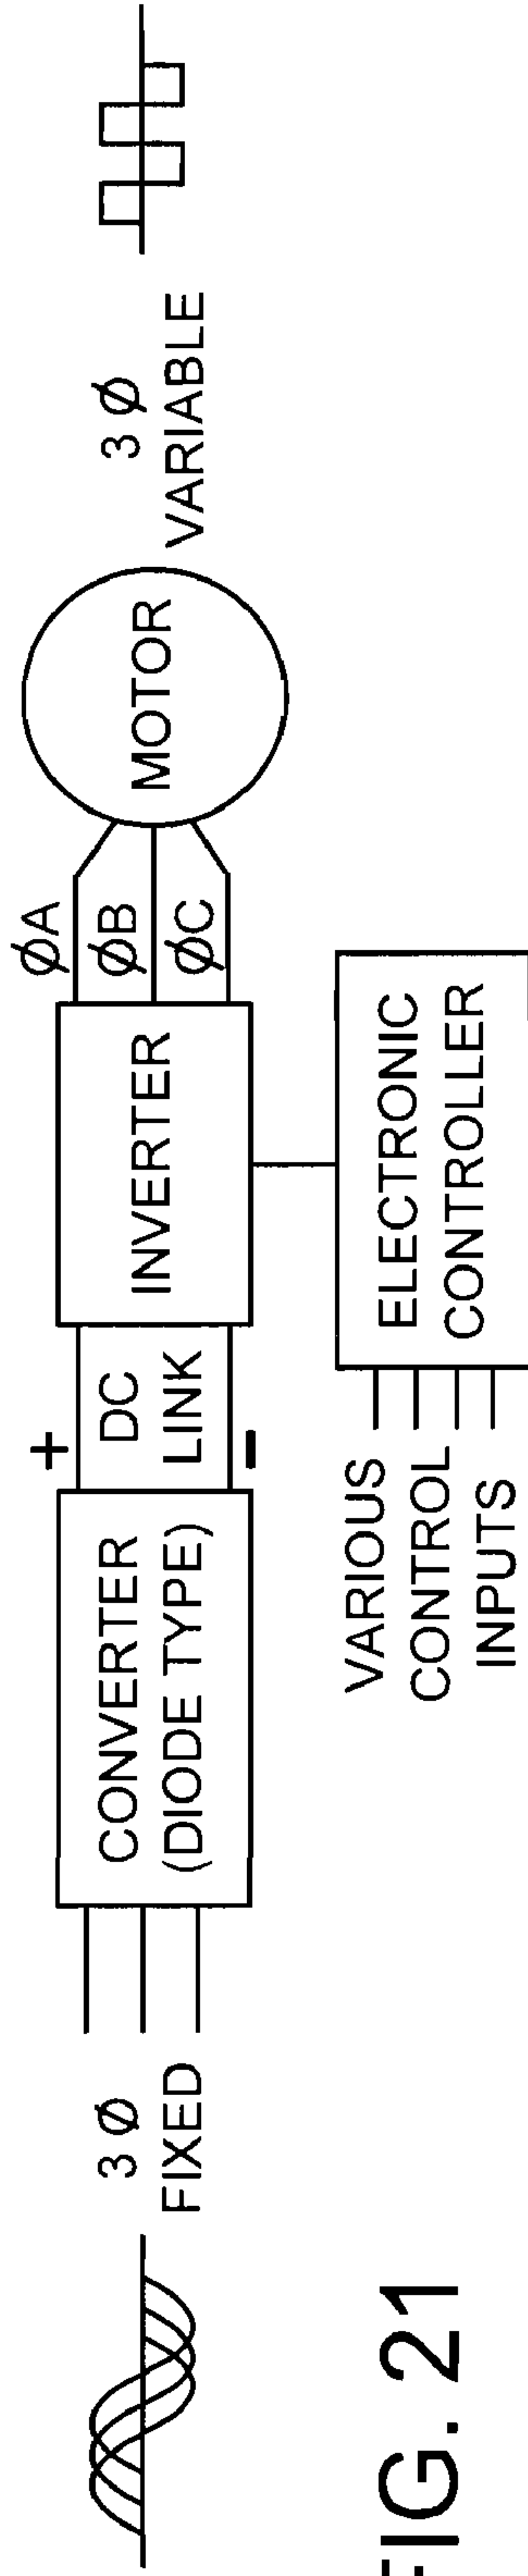 3 Ø
FIXED
CONVERTER
(DIODE TYPE)
+
DC
LINK
-
INVERTER
ØA
ØB
ØC
MOTOR
3 Ø
VARIABLE
VARIOUS
CONTROL
INPUTS
ELECTRONIC
CONTROLLER
FIG. 21